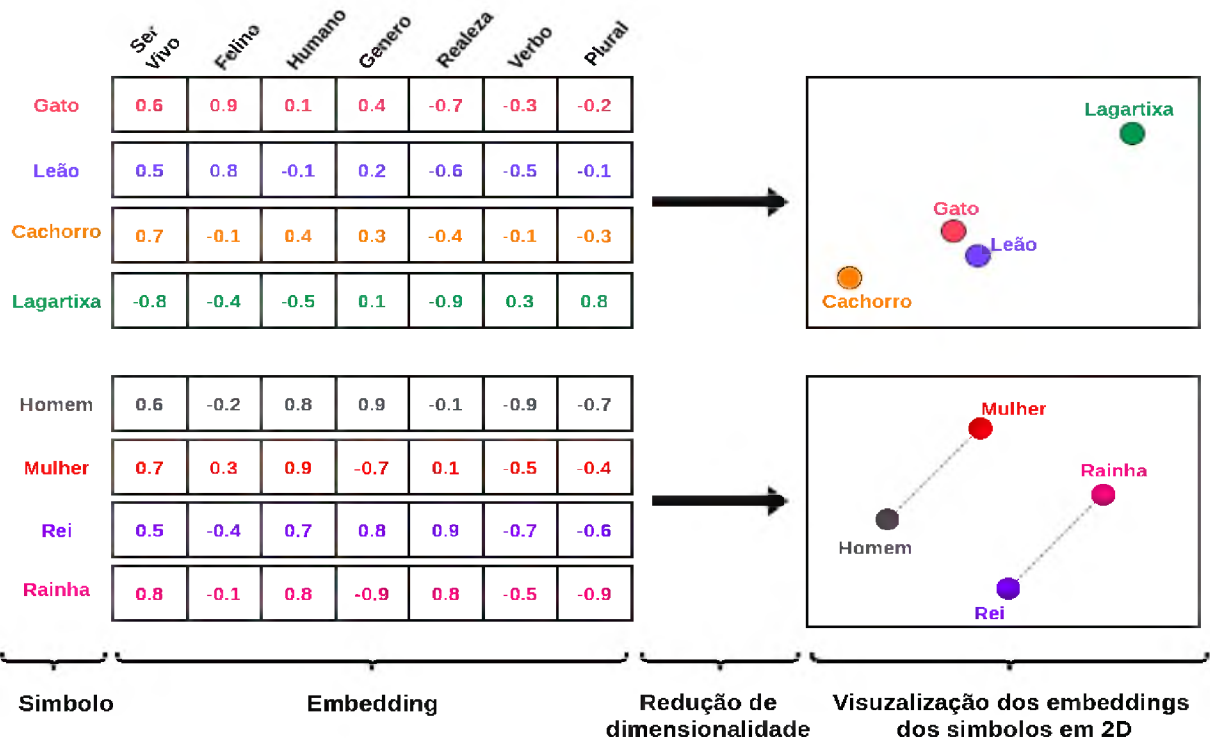 Ser Vivo Felino Humano Genero Realeza Verbo Plural
Gato 0.6 0.9 0.1 0.4 -0.7 -0.3 -0.2
Leão 0.5 0.8 -0.1 0.2 -0.6 -0.5 -0.1
Cachorro 0.7 -0.1 0.4 0.3 -0.4 -0.1 -0.3
Lagartixa -0.8 -0.4 -0.5 0.1 -0.9 0.3 0.8
Lagartixa
Gato
Leão
Cachorro
Homem 0.6 -0.2 0.8 0.9 -0.1 -0.9 -0.7
Mulher 0.7 0.3 0.9 -0.7 0.1 -0.5 -0.4
Rei 0.5 -0.4 0.7 0.8 0.9 -0.7 -0.6
Rainha 0.8 -0.1 0.8 -0.9 0.8 -0.5 -0.9
Mulher
Rainha
Homem
Rei
Simbolo
Embedding
Redução de
dimensionalidade
Visuzalização dos embeddings
dos simbolos em 2D